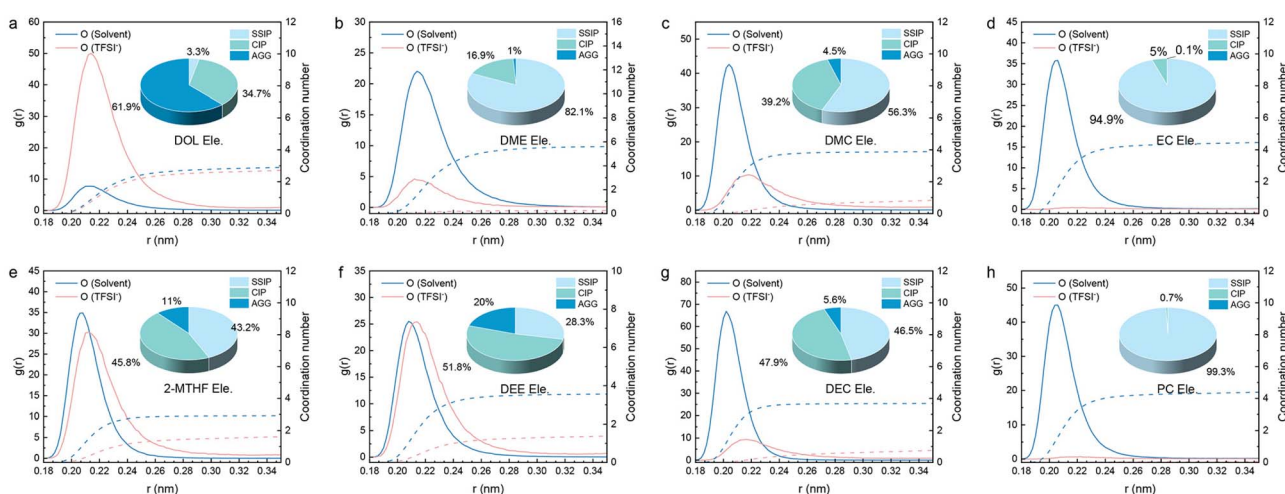 a
O (Solvent)
O (TFSI⁻)
SSIP
CIP
AGG
3.3%
34.7%
61.9%
DOL Ele.
g(r)
Coordination number
r (nm)
60
50
40
30
20
10
0
12
10
8
6
4
2
0
0.18 0.20 0.22 0.24 0.26 0.28 0.30 0.32 0.34
b
O (Solvent)
O (TFSI⁻)
SSIP
CIP
AGG
16.9%
1%
82.1%
DME Ele.
g(r)
Coordination number
r (nm)
30
25
20
15
10
5
0
16
14
12
10
8
6
4
2
0
0.18 0.20 0.22 0.24 0.26 0.28 0.30 0.32 0.34
c
O (Solvent)
O (TFSI⁻)
SSIP
CIP
AGG
4.5%
39.2%
56.3%
DMC Ele.
g(r)
Coordination number
r (nm)
50
40
30
20
10
0
12
10
8
6
4
2
0
0.18 0.20 0.22 0.24 0.26 0.28 0.30 0.32 0.34
d
O (Solvent)
O (TFSI⁻)
SSIP
CIP
AGG
5%
0.1%
94.9%
EC Ele.
g(r)
Coordination number
r (nm)
45
40
35
30
25
20
15
10
5
0
12
10
8
6
4
2
0
0.18 0.20 0.22 0.24 0.26 0.28 0.30 0.32 0.34
e
O (Solvent)
O (TFSI⁻)
SSIP
CIP
AGG
11%
43.2%
45.8%
2-MTHF Ele.
g(r)
Coordination number
r (nm)
45
40
35
30
25
20
15
10
5
0
12
10
8
6
4
2
0
0.18 0.20 0.22 0.24 0.26 0.28 0.30 0.32 0.34
f
O (Solvent)
O (TFSI⁻)
SSIP
CIP
AGG
20%
28.3%
51.8%
DEE Ele.
g(r)
Coordination number
r (nm)
35
30
25
20
15
10
5
0
10
8
6
4
2
0
0.18 0.20 0.22 0.24 0.26 0.28 0.30 0.32 0.34
g
O (Solvent)
O (TFSI⁻)
SSIP
CIP
AGG
5.6%
46.5%
47.9%
DEC Ele.
g(r)
Coordination number
r (nm)
80
70
60
50
40
30
20
10
0
12
10
8
6
4
2
0
0.18 0.20 0.22 0.24 0.26 0.28 0.30 0.32 0.34
h
O (Solvent)
O (TFSI⁻)
SSIP
CIP
AGG
0.7%
99.3%
PC Ele.
g(r)
Coordination number
r (nm)
50
40
30
20
10
0
12
10
8
6
4
2
0
0.18 0.20 0.22 0.24 0.26 0.28 0.30 0.32 0.34